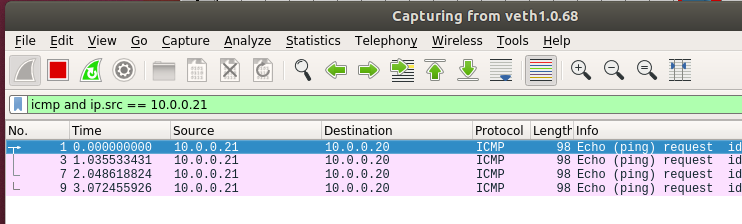 Capturing from veth1.0.68
File Edit View Go Capture Analyze Statistics Telephony Wireless Tools Help
icmp and ip.src == 10.0.0.21
No. Time Source Destination Protocol Length Info
1 0.000000000 10.0.0.21 10.0.0.20 ICMP 98 Echo (ping) request id
3 1.035533431 10.0.0.21 10.0.0.20 ICMP 98 Echo (ping) request id
7 2.048618824 10.0.0.21 10.0.0.20 ICMP 98 Echo (ping) request id
9 3.072455926 10.0.0.21 10.0.0.20 ICMP 98 Echo (ping) request id